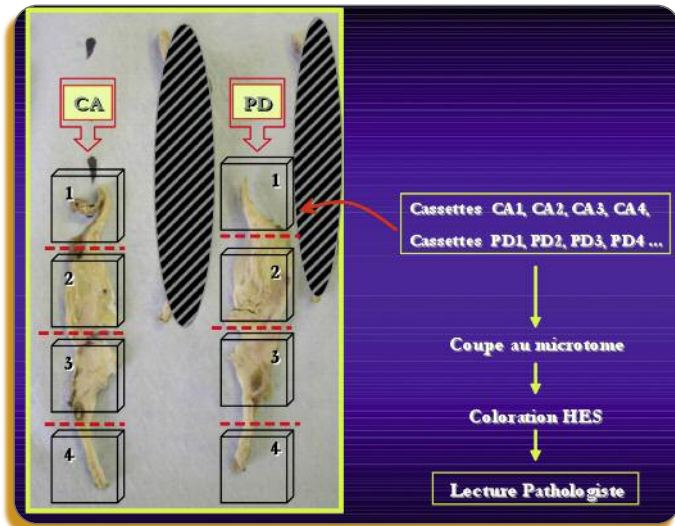 CA
PD
1
1
2
2
3
3
4
4
Cassettes CA1, CA2, CA3, CA4,
Cassettes PD1, PD2, PD3, PD4 ...
Coupe au microtome
Coloration HES
Lecture Pathologiste